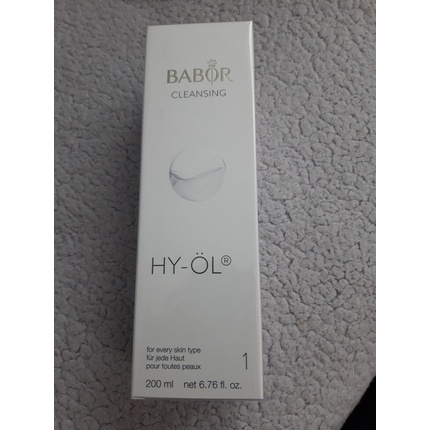 BABOR
CLEANSING
HY-ÖL®
for every skin type
für jede Haut
pour toutes peaux
1
200 ml net 6.76 fl. oz.